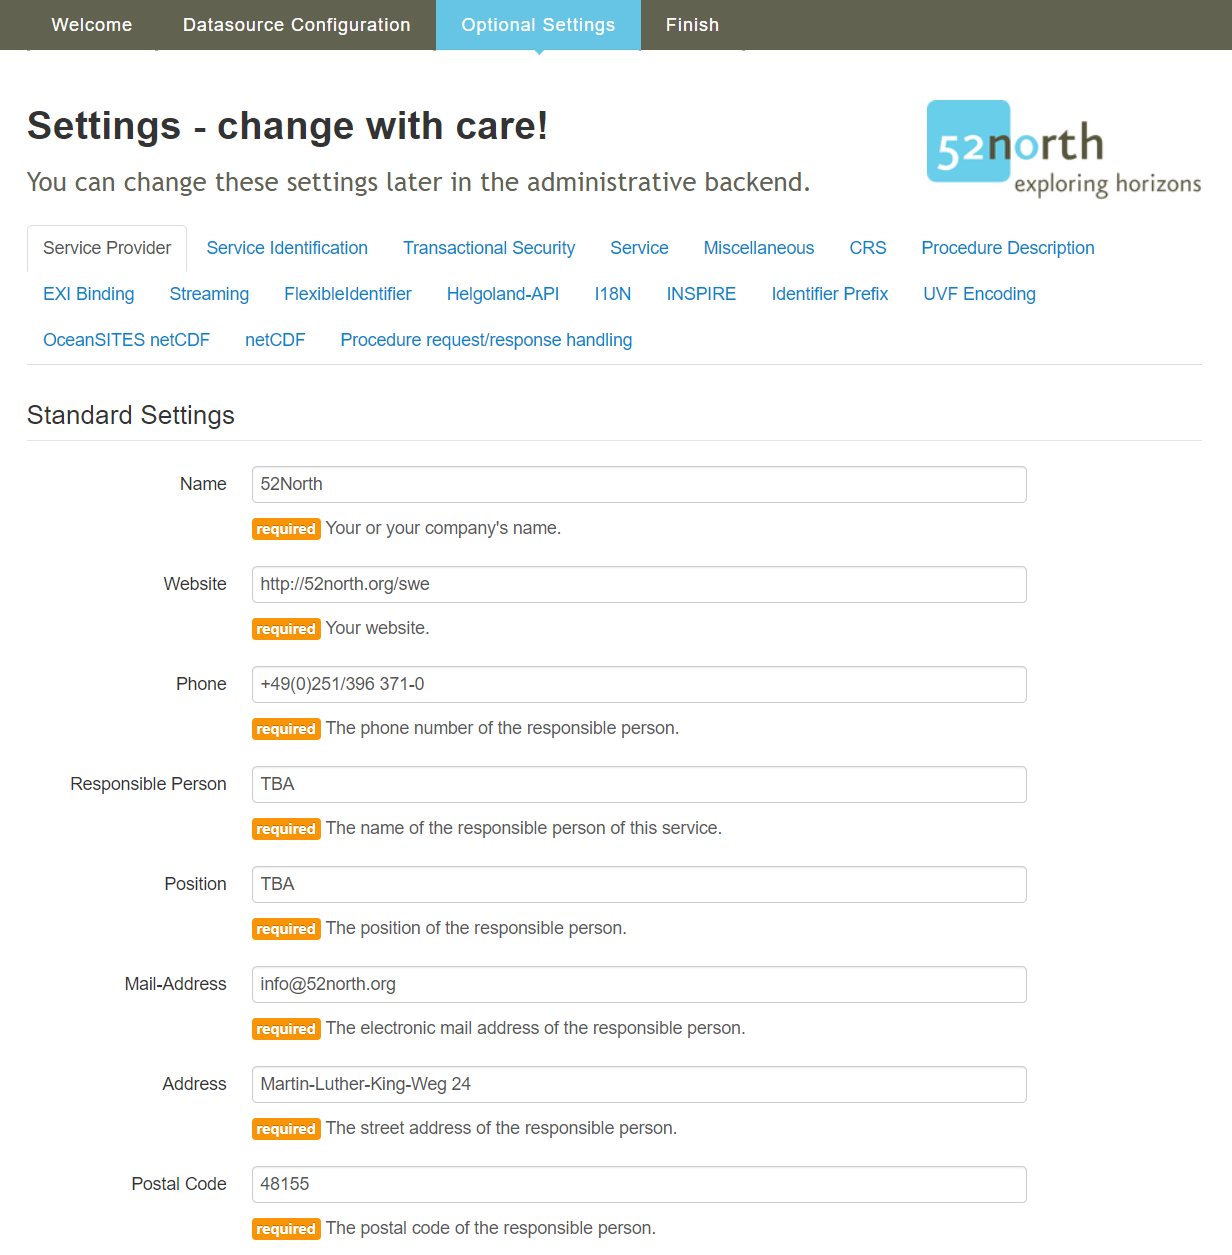 Welcome Datasource Configuration Optional Settings Finish
Settings - change with care!
You can change these settings later in the administrative backend.
52north
exploring horizons
Service Provider Service Identification Transactional Security Service Miscellaneous CRS Procedure Description
EXI Binding Streaming FlexibleIdentifier Helgoland-API I18N INSPIRE Identifier Prefix UVF Encoding
OceanSITES netCDF netCDF Procedure request/response handling
Standard Settings
Name 52North
required Your or your company's name.
Website http://52north.org/swe
required Your website.
Phone +49(0)251/396 371-0
required The phone number of the responsible person.
Responsible Person TBA
required The name of the responsible person of this service.
Position TBA
required The position of the responsible person.
Mail-Address info@52north.org
required The electronic mail address of the responsible person.
Address Martin-Luther-King-Weg 24
required The street address of the responsible person.
Postal Code 48155
required The postal code of the responsible person.